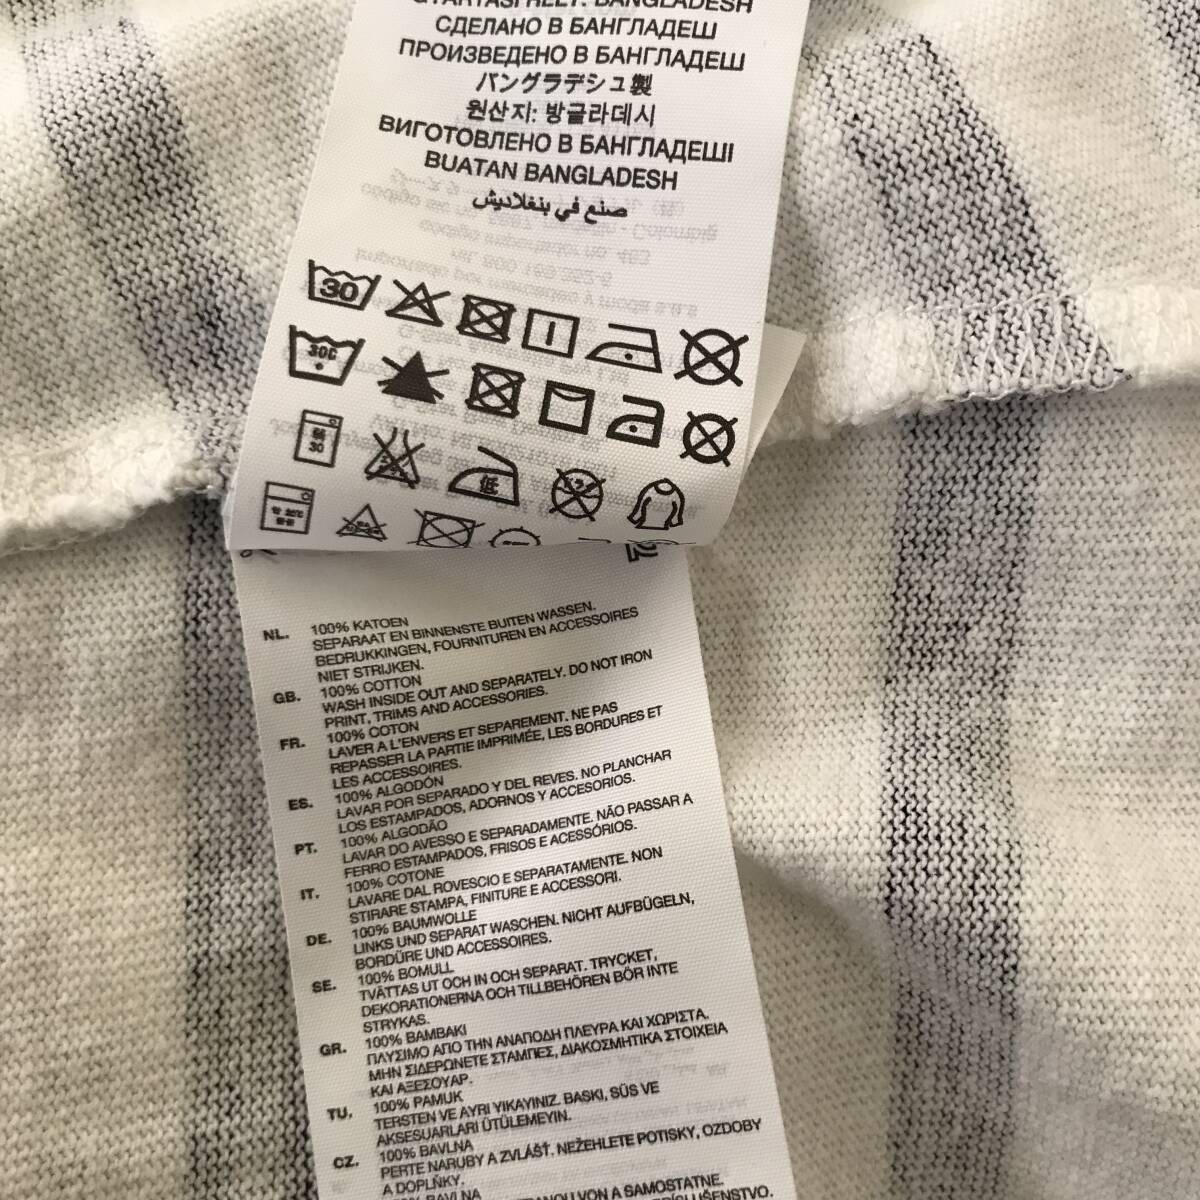 GYÁRTÁSI HELY: BANGLADESH
СДЕЛАНО В БАНГЛАДЕШ
ПРОИЗВЕДЕНО В БАНГЛАДЕШ
バングラデシュ製
원산지: 방글라데시
ВИГОТОВЛЕНО В БАНГЛАДЕШІ
BUATAN BANGLADESH
صنع في بنغلاديش
30
30C
30
低
NL. 100% KATOEN
SEPARAAT EN BINNENSTE BUITEN WASSEN.
BEDRUKKINGEN, FOURNITUREN EN ACCESSOIRES
NIET STRIJKEN.
GB. 100% COTTON
WASH INSIDE OUT AND SEPARATELY. DO NOT IRON
PRINT, TRIMS AND ACCESSORIES.
FR. 100% COTON
LAVER A L'ENVERS ET SEPAREMENT. NE PAS
REPASSER LA PARTIE IMPRIMÉE, LES BORDURES ET
LES ACCESSOIRES.
ES. 100% ALGODÓN
LAVAR POR SEPARADO Y DEL REVES. NO PLANCHAR
LOS ESTAMPADOS, ADORNOS Y ACCESORIOS.
PT. 100% ALGODÃO
LAVAR DO AVESSO E SEPARADAMENTE. NÃO PASSAR A
FERRO ESTAMPADOS, FRISOS E ACESSÓRIOS.
IT. 100% COTONE
LAVARE DAL ROVESCIO E SEPARATAMENTE. NON
STIRARE STAMPA, FINITURE E ACCESSORI.
DE. 100% BAUMWOLLE
LINKS UND SEPARAT WASCHEN. NICHT AUFBÜGELN,
BORDÜRE UND ACCESSOIRES.
SE. 100% BOMULL
TVÄTTAS UT OCH IN OCH SEPARAT. TRYCKET,
DEKORATIONERNA OCH TILLBEHÖREN BÖR INTE
STRYKAS.
GR. 100% ΒΑΜΒΑΚΙ
ΠΛΥΣΙΜΟ ΑΠΟ ΤΗΝ ΑΝΑΠΟΔΗ ΠΛΕΥΡΑ ΚΑΙ ΧΩΡΙΣΤΑ.
ΜΗΝ ΣΙΔΕΡΩΝΕΤΕ ΣΤΑΜΠΕΣ, ΔΙΑΚΟΣΜΗΤΙΚΑ ΣΤΟΙΧΕΙΑ
ΚΑΙ ΑΞΕΣΟΥΑΡ.
TU. 100% PAMUK
TERSTEN VE AYRI YIKAYINIZ. BASKI, SÜS VE
AKSESUARLARI ÜTÜLEMEYIN.
CZ. 100% BAVLNA
PERTE NARUBY A ZVLÁŠŤ. NEŽEHLETE POTISKY, OZDOBY
A DOPLŇKY.
BAVLNA
VON A SAMOSTATNE.